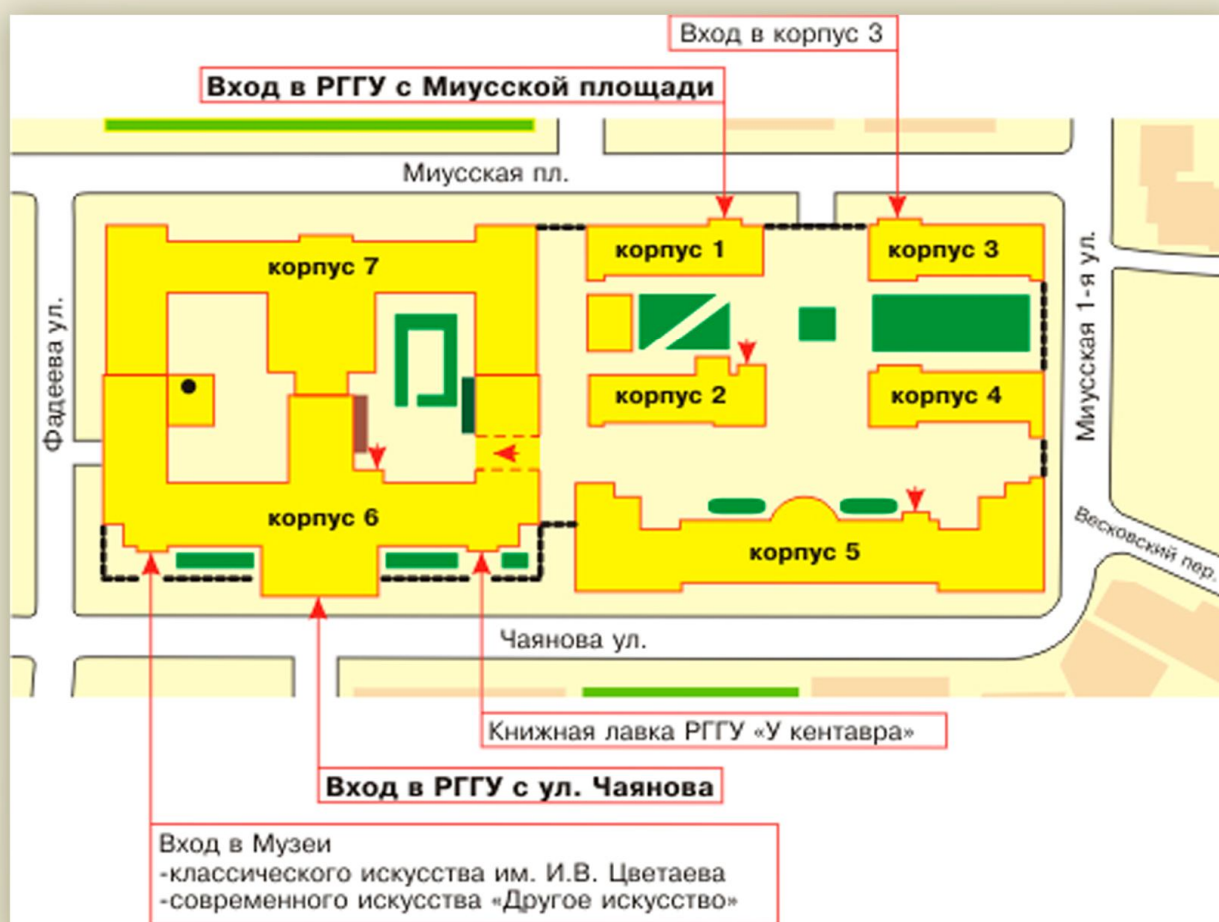 Вход в корпус 3
Вход в РГГУ с Миусской площади
Миусская пл.
корпус 7
корпус 1
корпус 3
Фадеева ул.
Миусская 1-я ул.
корпус 2
корпус 4
корпус 6
корпус 5
Весковский пер.
Чаянова ул.
Книжная лавка РГГУ «У кентавра»
Вход в РГГУ с ул. Чаянова
Вход в Музеи
-классического искусства им. И.В. Цветаева
-современного искусства «Другое искусство»